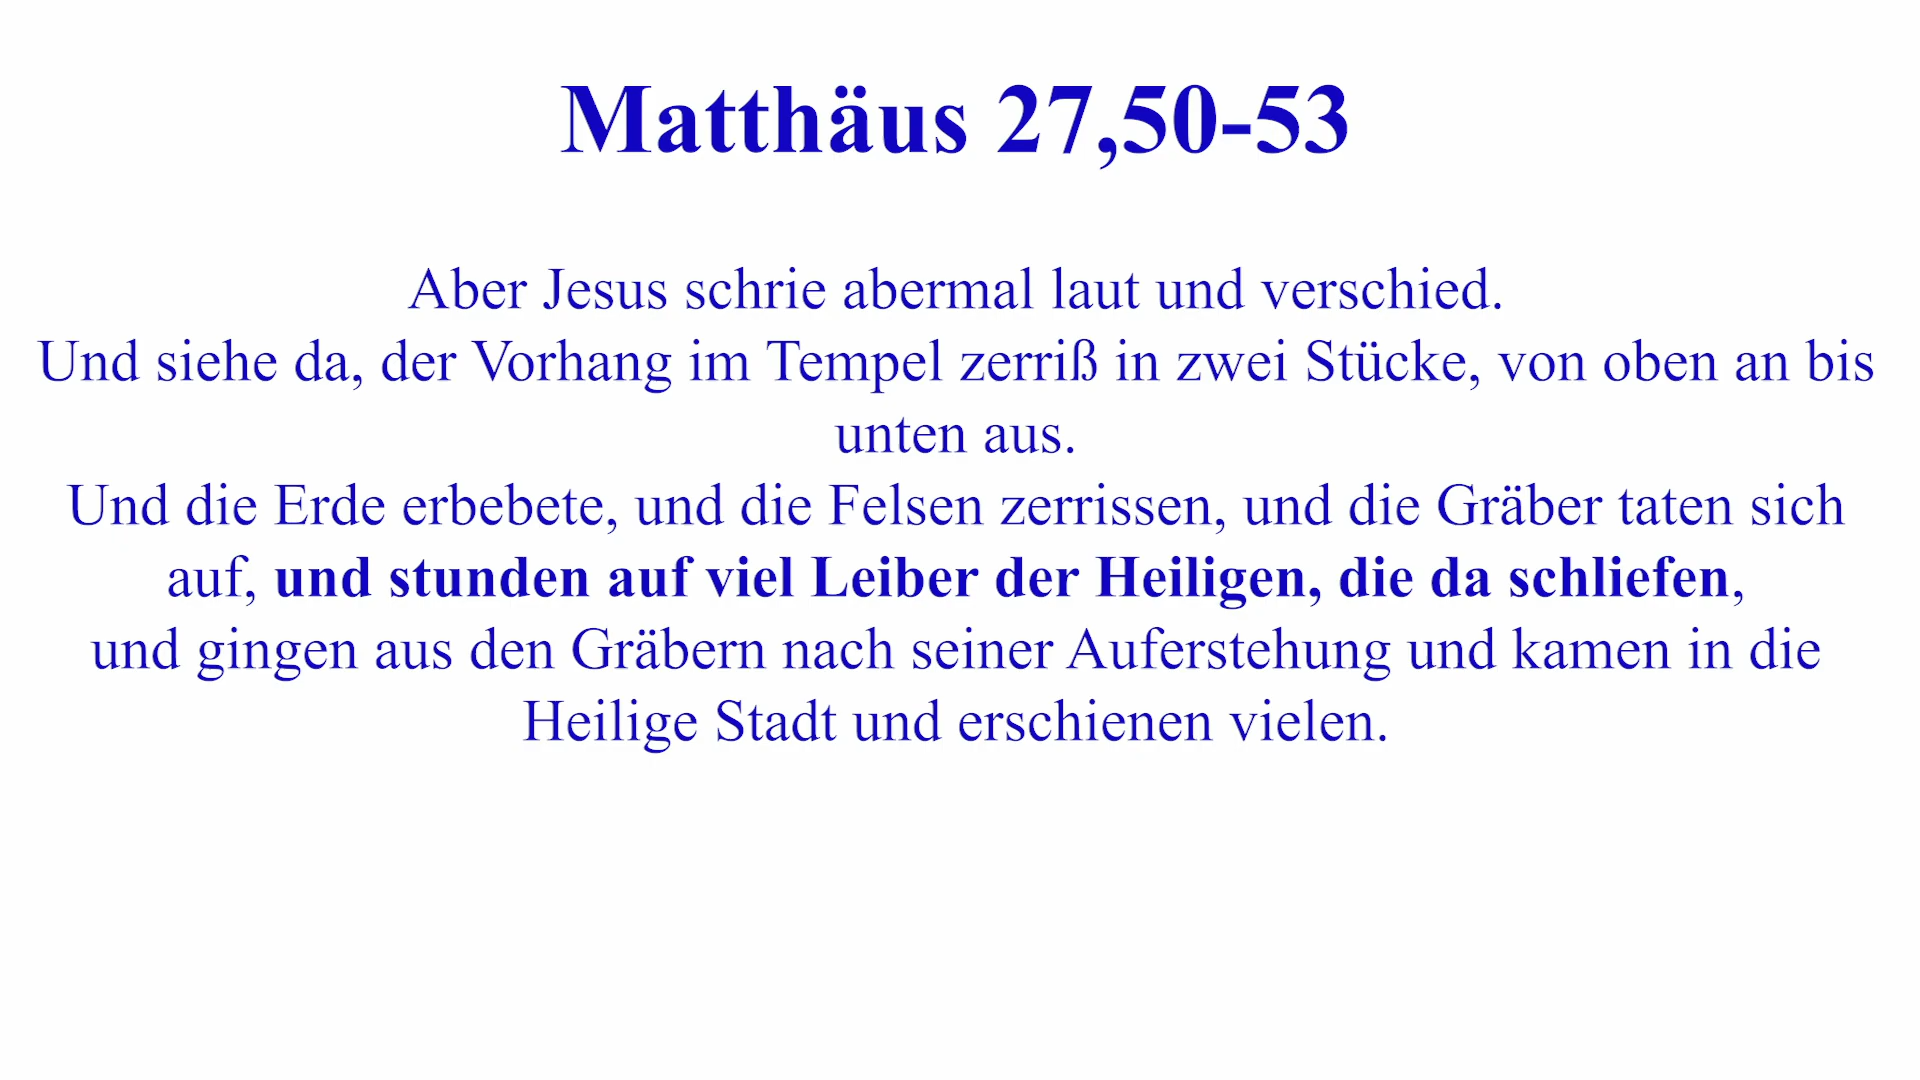 Matthäus 27,50-53
Aber Jesus schrie abermal laut und verschied.
Und siehe da, der Vorhang im Tempel zerriß in zwei Stücke, von oben an bis
unten aus.
Und die Erde erbebete, und die Felsen zerrissen, und die Gräber taten sich
auf, und stunden auf viel Leiber der Heiligen, die da schliefen,
und gingen aus den Gräbern nach seiner Auferstehung und kamen in die
Heilige Stadt und erschienen vielen.